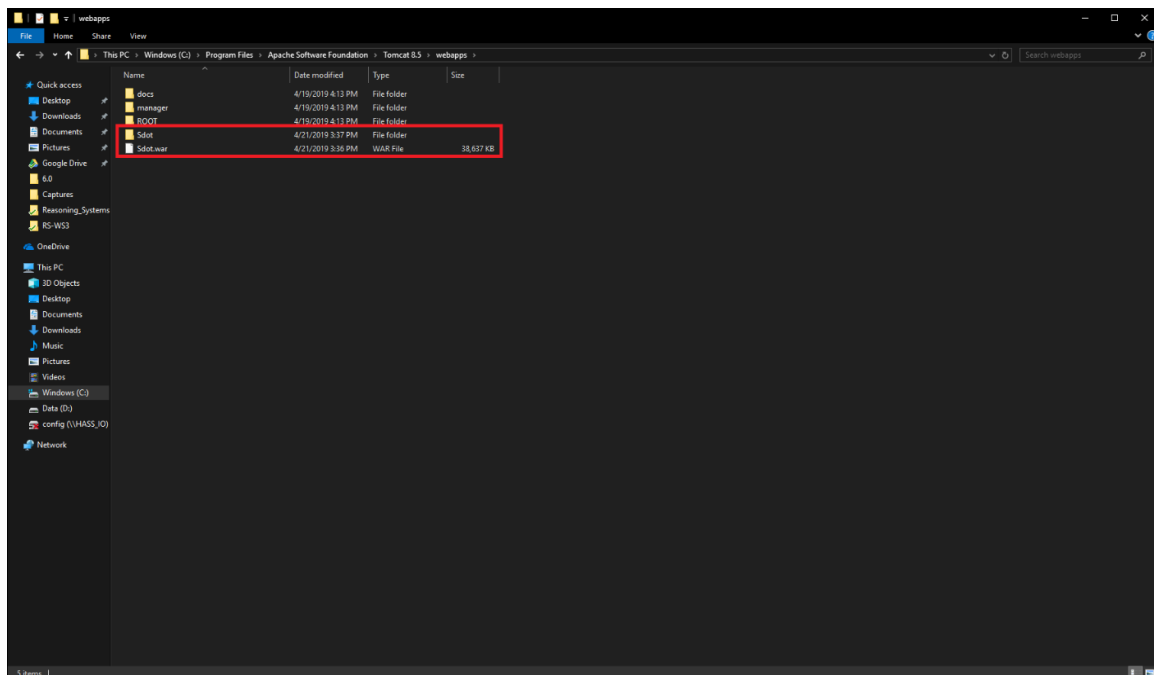 webapps
File Home Share View
This PC > Windows (C:) > Program Files > Apache Software Foundation > Tomcat 8.5 > webapps >
Search webapps
Name Date modified Type Size
docs 4/19/2019 4:13 PM File folder
manager 4/19/2019 4:13 PM File folder
ROOT 4/19/2019 4:13 PM File folder
Sdot 4/21/2019 3:37 PM File folder
Sdot.war 4/21/2019 3:36 PM WAR File 38,637 KB
Quick access
Desktop
Downloads
Documents
Pictures
Google Drive
6.0
Captures
Reasoning_Systems
RS-WS3
OneDrive
This PC
3D Objects
Desktop
Documents
Downloads
Music
Pictures
Videos
Windows (C:)
Data (D:)
config (\\HASS_IO)
Network
5 items